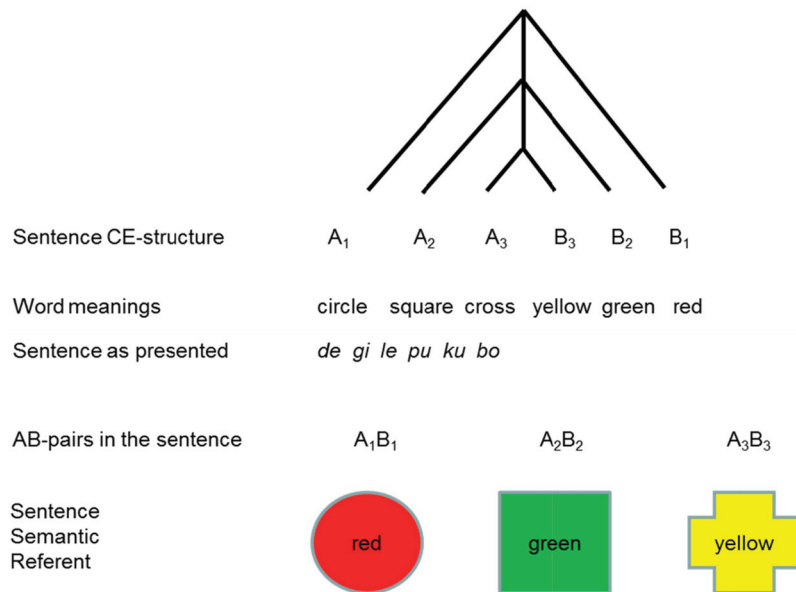 Sentence CE-structure A₁ A₂ A₃ B₃ B₂ B₁
Word meanings circle square cross yellow green red
Sentence as presented de gi le pu ku bo
AB-pairs in the sentence A₁B₁ A₂B₂ A₃B₃
Sentence
Semantic
Referent
red green yellow